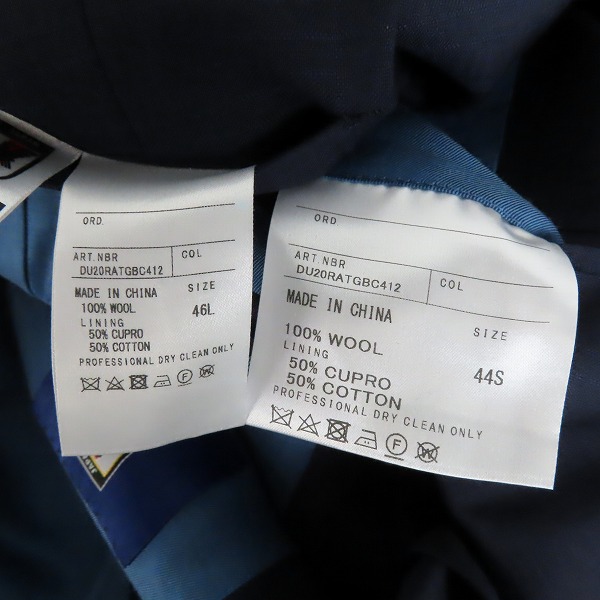 ORD.
ART.NBR COL
DU20RATGBC412
MADE IN CHINA SIZE
100% WOOL 46L
LINING
50% CUPRO
50% COTTON
PROFESSIONAL DRY CLEAN ONLY
F W
ORD
ART.NBR COL
DU20RATGBC412
MADE IN CHINA SIZE
100% WOOL
LINING 44S
50% CUPRO
50% COTTON
PROFESSIONAL DRY CLEAN ONLY
F W